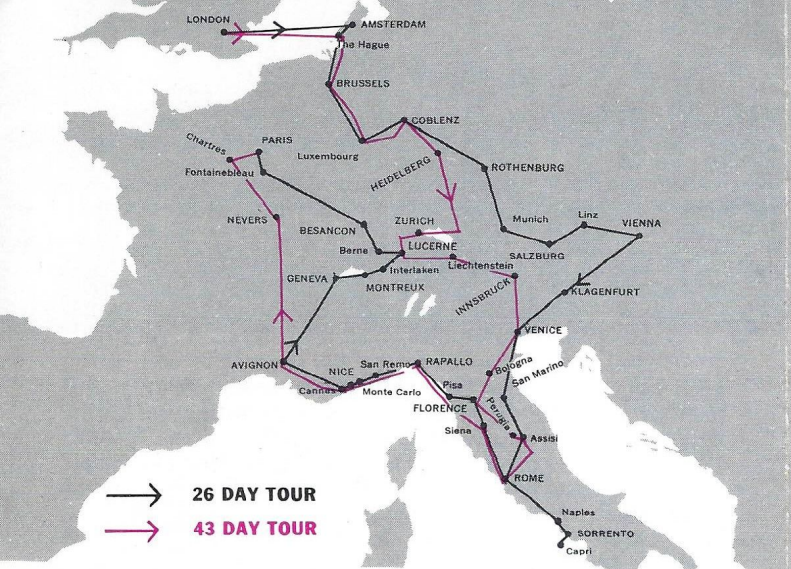 LONDON
AMSTERDAM
The Hague
BRUSSELS
COBLENZ
Chartres
PARIS
Luxembourg
Fontainebleau
HEIDELBERG
ROTHENBURG
NEVERS
BESANCON
ZURICH
Munich
Linz
VIENNA
Berne
LUCERNE
SALZBURG
Interlaken
Liechtenstein
GENEVA
MONTREUX
INNSBRUCK
KLAGENFURT
VENICE
AVIGNON
NICE
San Remo
RAPALLO
Bologna
San Marino
Cannes
Monte Carlo
Pisa
FLORENCE
Perugia
Siena
Assisi
ROME
26 DAY TOUR
Naples
43 DAY TOUR
SORRENTO
Capri